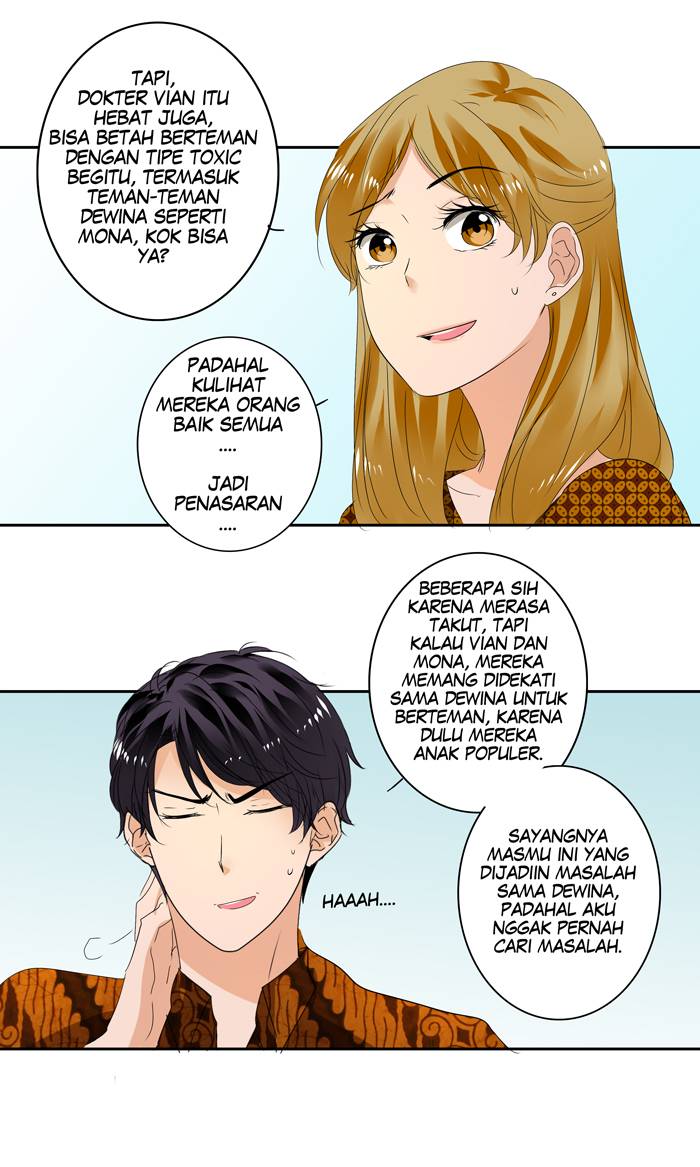 TAPI,
DOKTER VIAN ITU
HEBAT JUGA,
BISA BETAH BERTEMAN
DENGAN TIPE TOXIC
BEGITU, TERMASUK
TEMAN-TEMAN
DEWINA SEPERTI
MONA, KOK BISA
YA?
PADAHAL
KULIHAT
MEREKA ORANG
BAIK SEMUA
....
JADI
PENASARAN
....
BEBERAPA SIH
KARENA MERASA
TAKUT, TAPI
KALAU VIAN DAN
MONA, MEREKA
MEMANG DIDEKATI
SAMA DEWINA UNTUK
BERTEMAN, KARENA
DULU MEREKA
ANAK POPULER.
HAAAH....
SAYANGNYA
MASMU INI YANG
DIJADIIN MASALAH
SAMA DEWINA,
PADAHAL AKU
NGGAK PERNAH
CARI MASALAH.